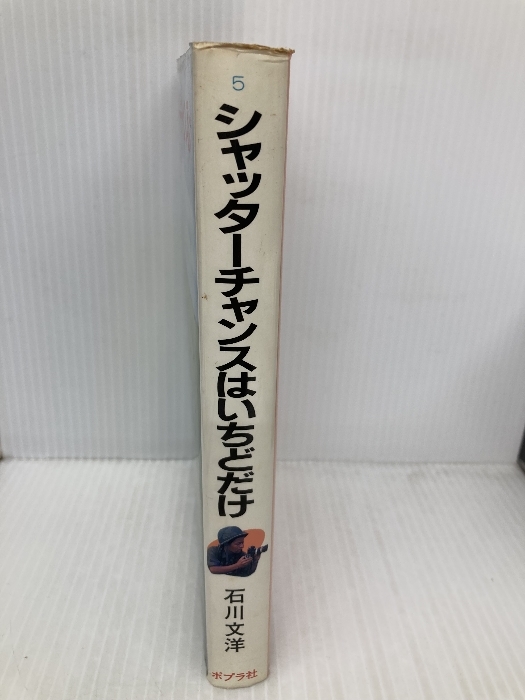 5
シャッターチャンスはいちどだけ
石川文洋
ポプラ社